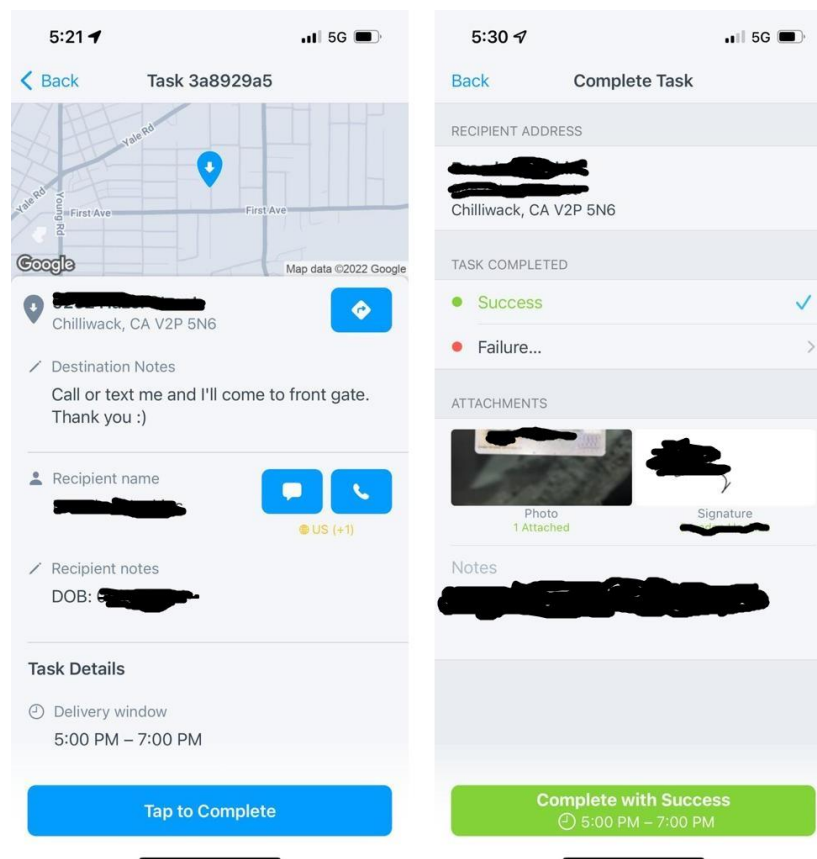 5:21
5G
Back
Task 3a8929a5
Yale Rd
Yale Rd
Young Rd
First Ave
First Ave
Google
Map data ©2022 Google
Chilliwack, CA V2P 5N6
Destination Notes
Call or text me and I'll come to front gate.
Thank you :)
Recipient name
US (+1)
Recipient notes
DOB:
Task Details
Delivery window
5:00 PM – 7:00 PM
Tap to Complete
5:30
5G
Back
Complete Task
RECIPIENT ADDRESS
Chilliwack, CA V2P 5N6
TASK COMPLETED
Success
Failure...
ATTACHMENTS
Photo
1 Attached
Signature
Notes
Complete with Success
5:00 PM – 7:00 PM